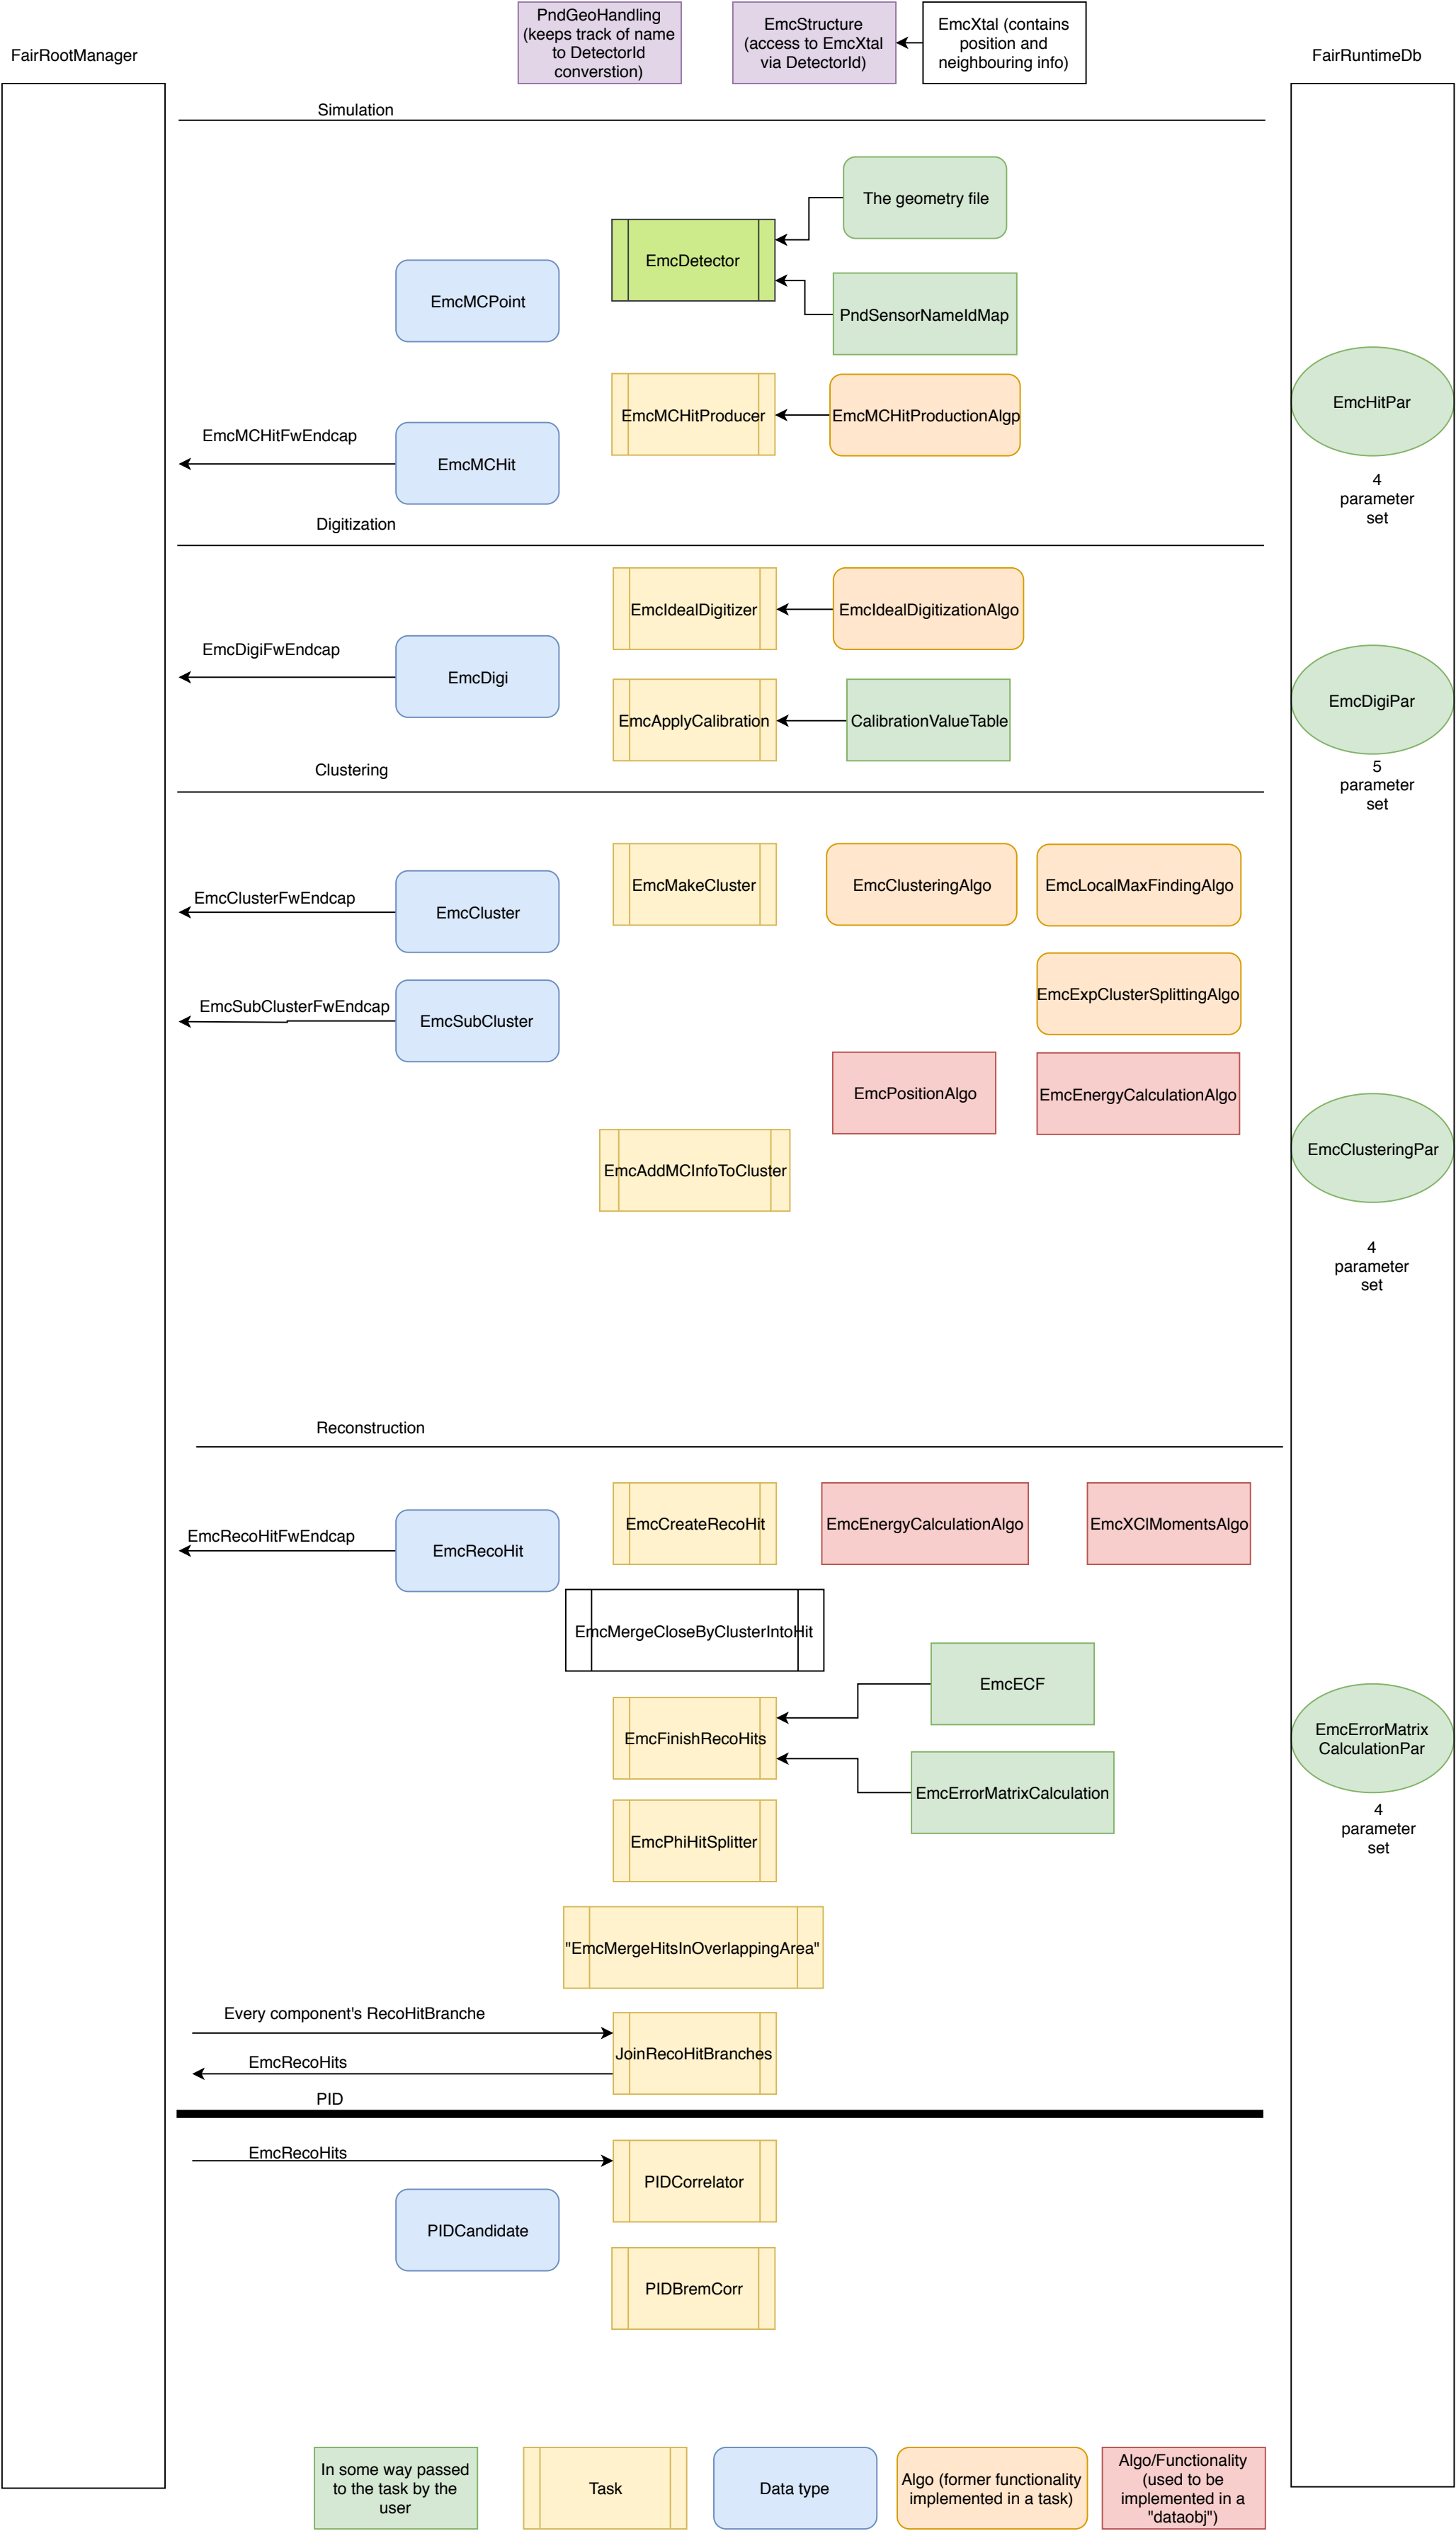 PndGeoHandling
(keeps track of name
to DetectorId
converstion)
EmcStructure
(access to EmcXtal
via DetectorId)
EmcXtal (contains
position and
neighbouring info)
FairRootManager
FairRuntimeDb
Simulation
The geometry file
EmcDetector
EmcMCPoint
PndSensorNameIdMap
EmcHitPar
EmcMCHitProducer
EmcMCHitProductionAlgp
EmcMCHitFwEndcap
EmcMCHit
4
parameter
set
Digitization
EmcIdealDigitizer
EmcIdealDigitizationAlgo
EmcDigiFwEndcap
EmcDigi
EmcDigiPar
EmcApplyCalibration
CalibrationValueTable
Clustering
5
parameter
set
EmcMakeCluster
EmcClusteringAlgo
EmcLocalMaxFindingAlgo
EmcClusterFwEndcap
EmcCluster
EmcExpClusterSplittingAlgo
EmcSubClusterFwEndcap
EmcSubCluster
EmcPositionAlgo
EmcEnergyCalculationAlgo
EmcClusteringPar
EmcAddMCInfoToCluster
4
parameter
set
Reconstruction
EmcCreateRecoHit
EmcEnergyCalculationAlgo
EmcXClMomentsAlgo
EmcRecoHitFwEndcap
EmcRecoHit
EmcMergeCloseByClusterIntoHit
EmcECF
EmcFinishRecoHits
EmcErrorMatrix
CalculationPar
EmcErrorMatrixCalculation
4
parameter
set
EmcPhiHitSplitter
"EmcMergeHitsInOverlappingArea"
Every component's RecoHitBranche
JoinRecoHitBranches
EmcRecoHits
PID
EmcRecoHits
PIDCorrelator
PIDCandidate
PIDBremCorr
In some way passed
to the task by the
user
Task
Data type
Algo (former functionality
implemented in a task)
Algo/Functionality
(used to be
implemented in a
"dataobj")